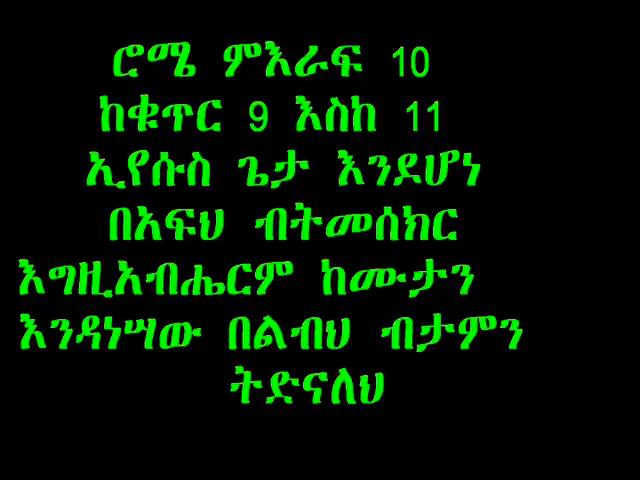 ሮሜ ምእራፍ 10
ከቁጥር 9 እስከ 11
ኢየሱስ ጌታ እንደሆነ
በአፍህ ብትመሰክር
እግዚአብሔርም ከሙታን
እንዳነሣው በልብህ ብታምን
ትድናለህ